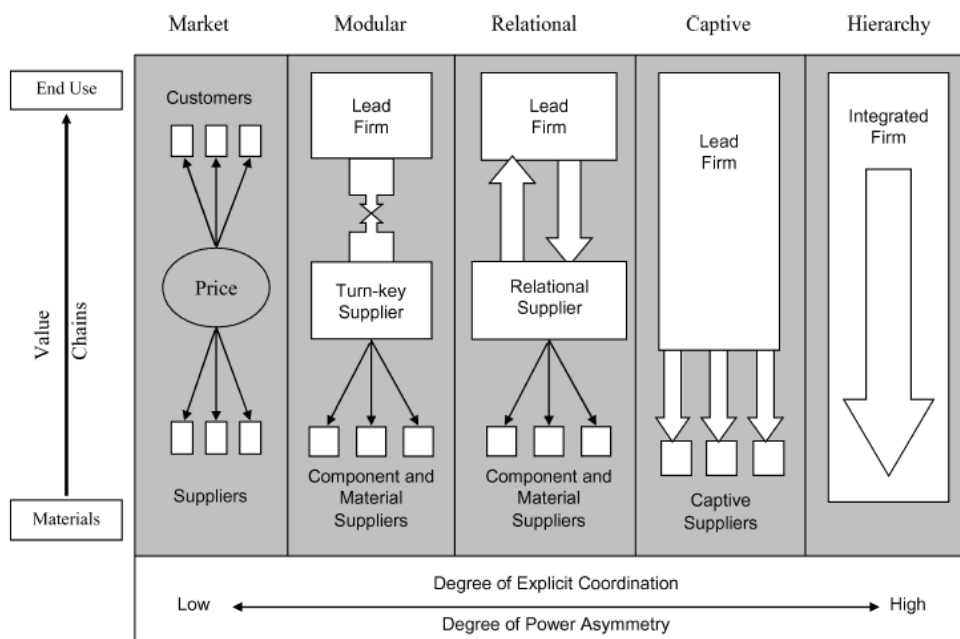 Market
Modular
Relational
Captive
Hierarchy
End Use
Value
Chains
Materials
Customers
Price
Suppliers
Lead
Firm
Turn-key
Supplier
Component and
Material
Suppliers
Lead
Firm
Relational
Supplier
Component and
Material
Suppliers
Lead
Firm
Captive
Suppliers
Integrated
Firm
Degree of Explicit Coordination
Low
High
Degree of Power Asymmetry